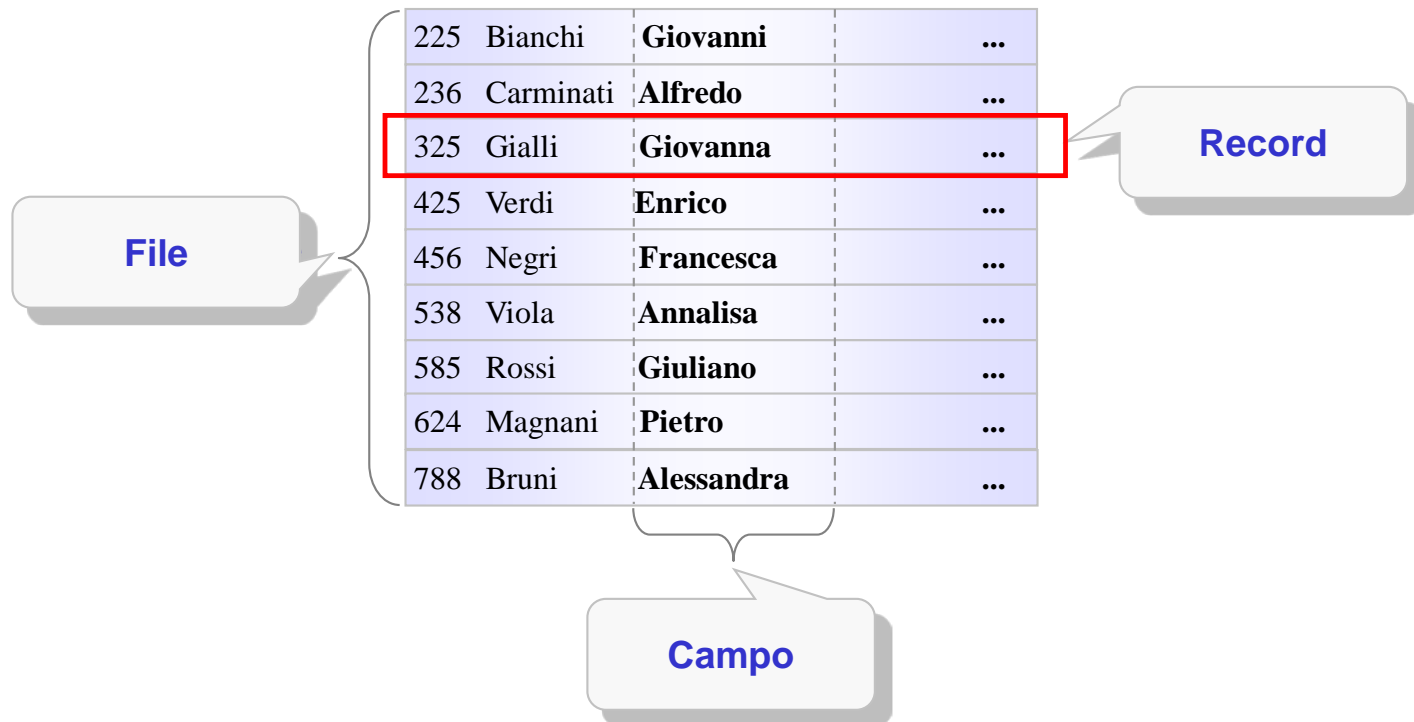 225 Bianchi Giovanni ...
236 Carminati Alfredo ...
325 Gialli Giovanna ...
425 Verdi Enrico ...
456 Negri Francesca ...
538 Viola Annalisa ...
585 Rossi Giuliano ...
624 Magnani Pietro ...
788 Bruni Alessandra ...
Record
File
Campo